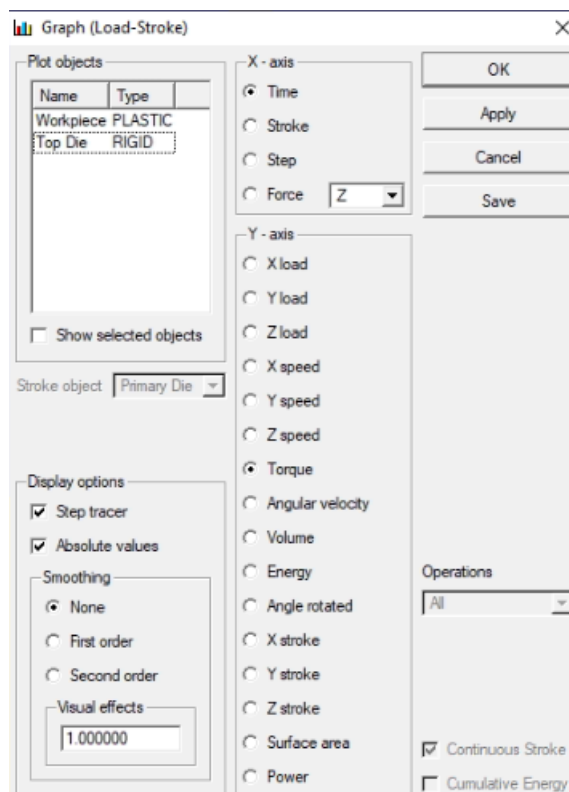 Graph (Load-Stroke)
Plot objects
Name Type
Workpiece PLASTIC
Top Die RIGID
Show selected objects
Stroke object Primary Die
Display options
Step tracer
Absolute values
Smoothing
None
First order
Second order
Visual effects
1.000000
X - axis
Time
Stroke
Step
Force Z
Y - axis
X load
Y load
Z load
X speed
Y speed
Z speed
Torque
Angular velocity
Volume
Energy
Angle rotated
X stroke
Y stroke
Z stroke
Surface area
Power
OK
Apply
Cancel
Save
Operations
All
Continuous Stroke
Cumulative Energy